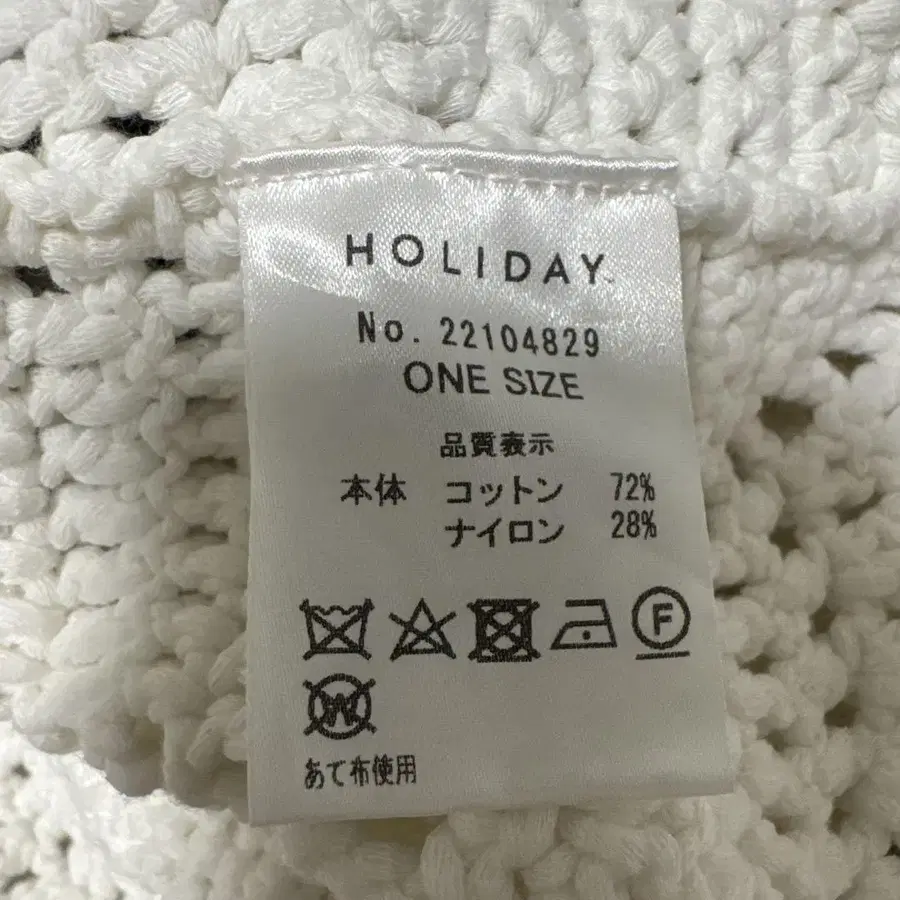 HOLIDAY
No. 22104829
ONE SIZE
品質表示
本体 コットン 72%
ナイロン 28%
F
W
あて布使用